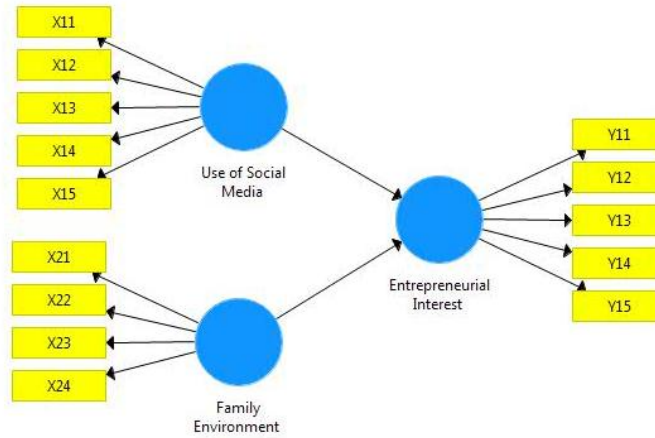 X11
X12
X13
X14
X15
Use of Social
Media
X21
X22
X23
X24
Family
Environment
Entrepreneurial
Interest
Y11
Y12
Y13
Y14
Y15